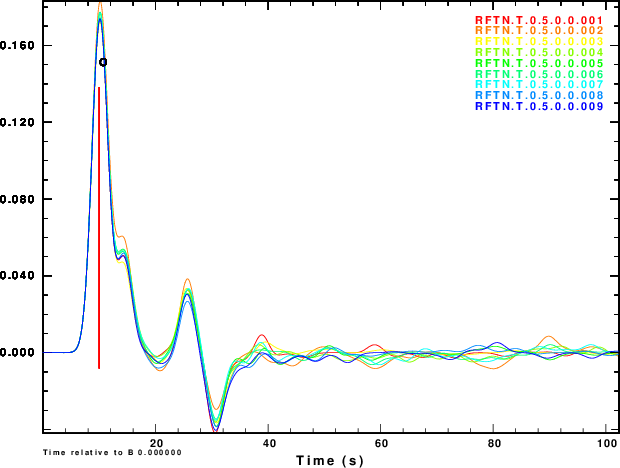 RFTN.T.0.5.0.0.001
RFTN.T.0.5.0.0.002
RFTN.T.0.5.0.0.003
RFTN.T.0.5.0.0.004
RFTN.T.0.5.0.0.005
RFTN.T.0.5.0.0.006
RFTN.T.0.5.0.0.007
RFTN.T.0.5.0.0.008
RFTN.T.0.5.0.0.009
0.160
0.120
0.080
0.040
0.000
20 40 60 80 100
Time relative to B 0.000000
Time (s)